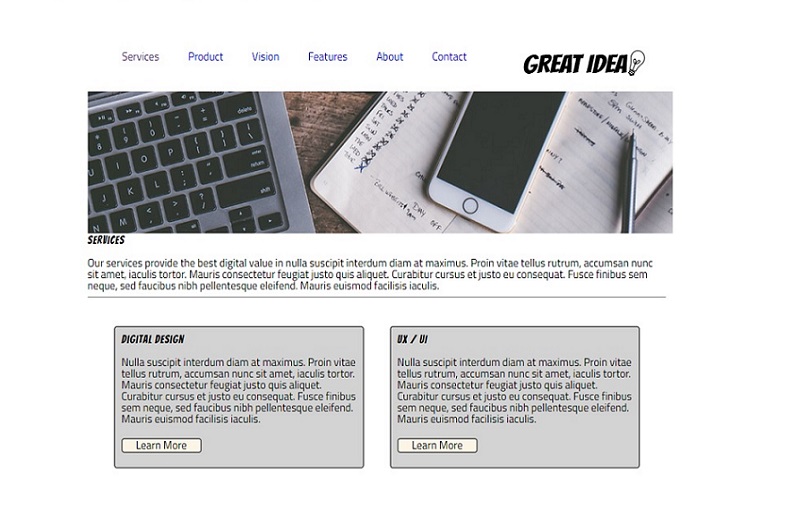 Services Product Vision Features About Contact
GREAT IDEA
delete
return
shift
DAY OFF
SERVICES
Our services provide the best digital value in nulla suscipit interdum diam at maximus. Proin vitae tellus rutrum, accumsan nunc
sit amet, iaculis tortor. Mauris consectetur feugiat justo quis aliquet. Curabitur cursus et justo eu consequat. Fusce finibus sem
neque, sed faucibus nibh pellentesque eleifend. Mauris euismod facilisis iaculis.
DIGITAL DESIGN
Nulla suscipit interdum diam at maximus. Proin vitae
tellus rutrum, accumsan nunc sit amet, iaculis tortor.
Mauris consectetur feugiat justo quis aliquet.
Curabitur cursus et justo eu consequat. Fusce finibus
sem neque, sed faucibus nibh pellentesque eleifend.
Mauris euismod facilisis iaculis.
Learn More
UX / UI
Nulla suscipit interdum diam at maximus. Proin vitae
tellus rutrum, accumsan nunc sit amet, iaculis tortor.
Mauris consectetur feugiat justo quis aliquet.
Curabitur cursus et justo eu consequat. Fusce finibus
sem neque, sed faucibus nibh pellentesque eleifend.
Mauris euismod facilisis iaculis.
Learn More